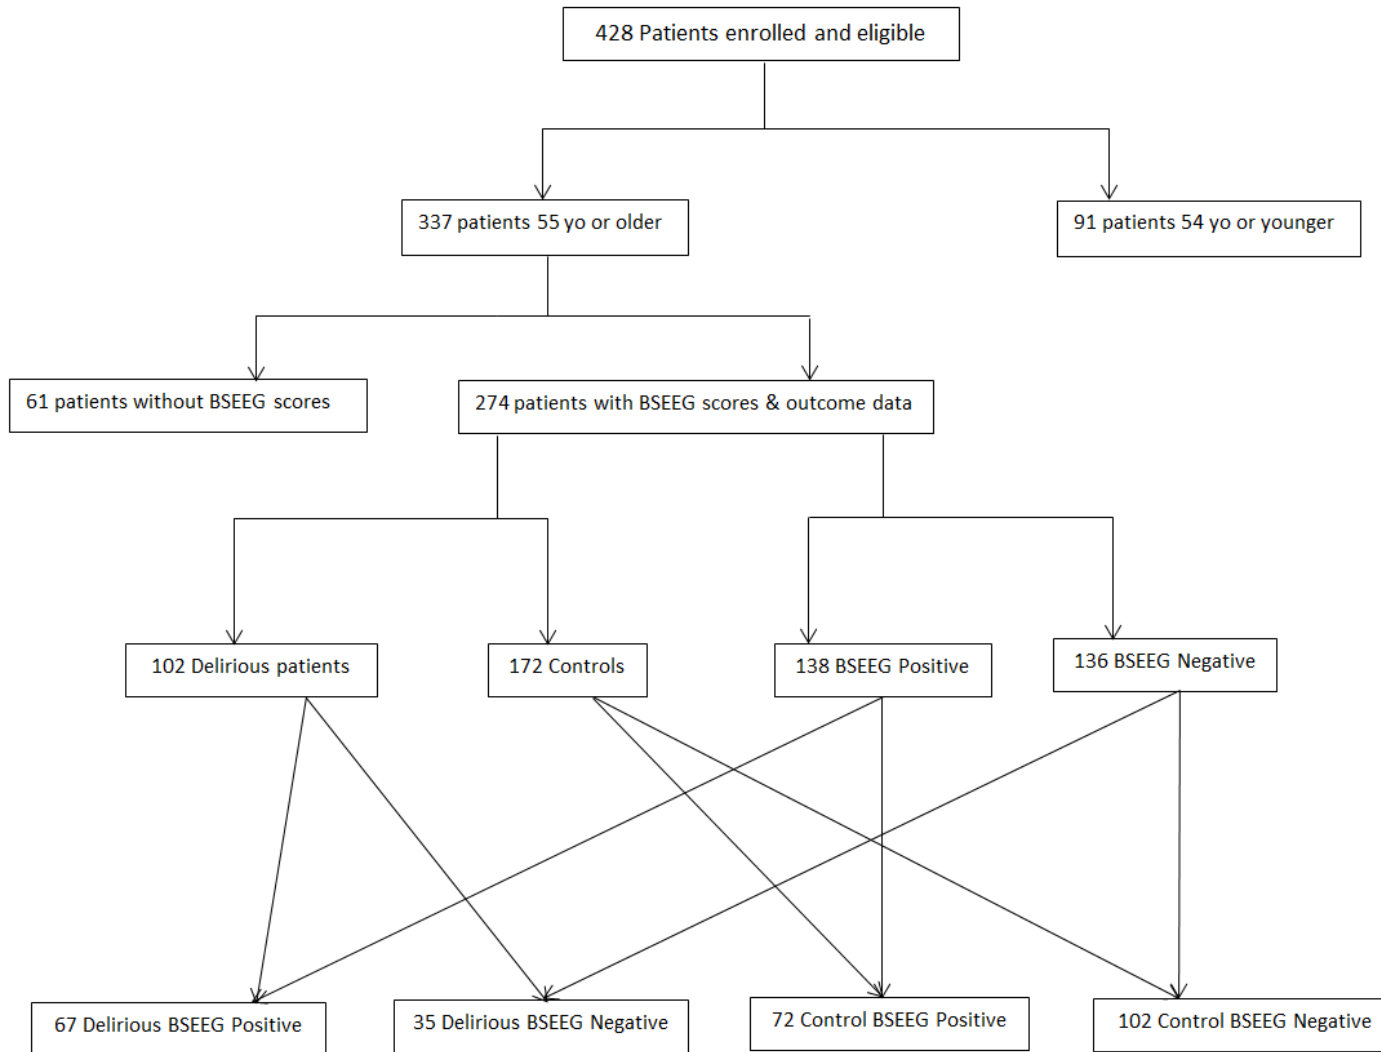 428 Patients enrolled and eligible
337 patients 55 yo or older
91 patients 54 yo or younger
61 patients without BSEEG scores
274 patients with BSEEG scores & outcome data
102 Delirious patients
172 Controls
138 BSEEG Positive
136 BSEEG Negative
67 Delirious BSEEG Positive
35 Delirious BSEEG Negative
72 Control BSEEG Positive
102 Control BSEEG Negative